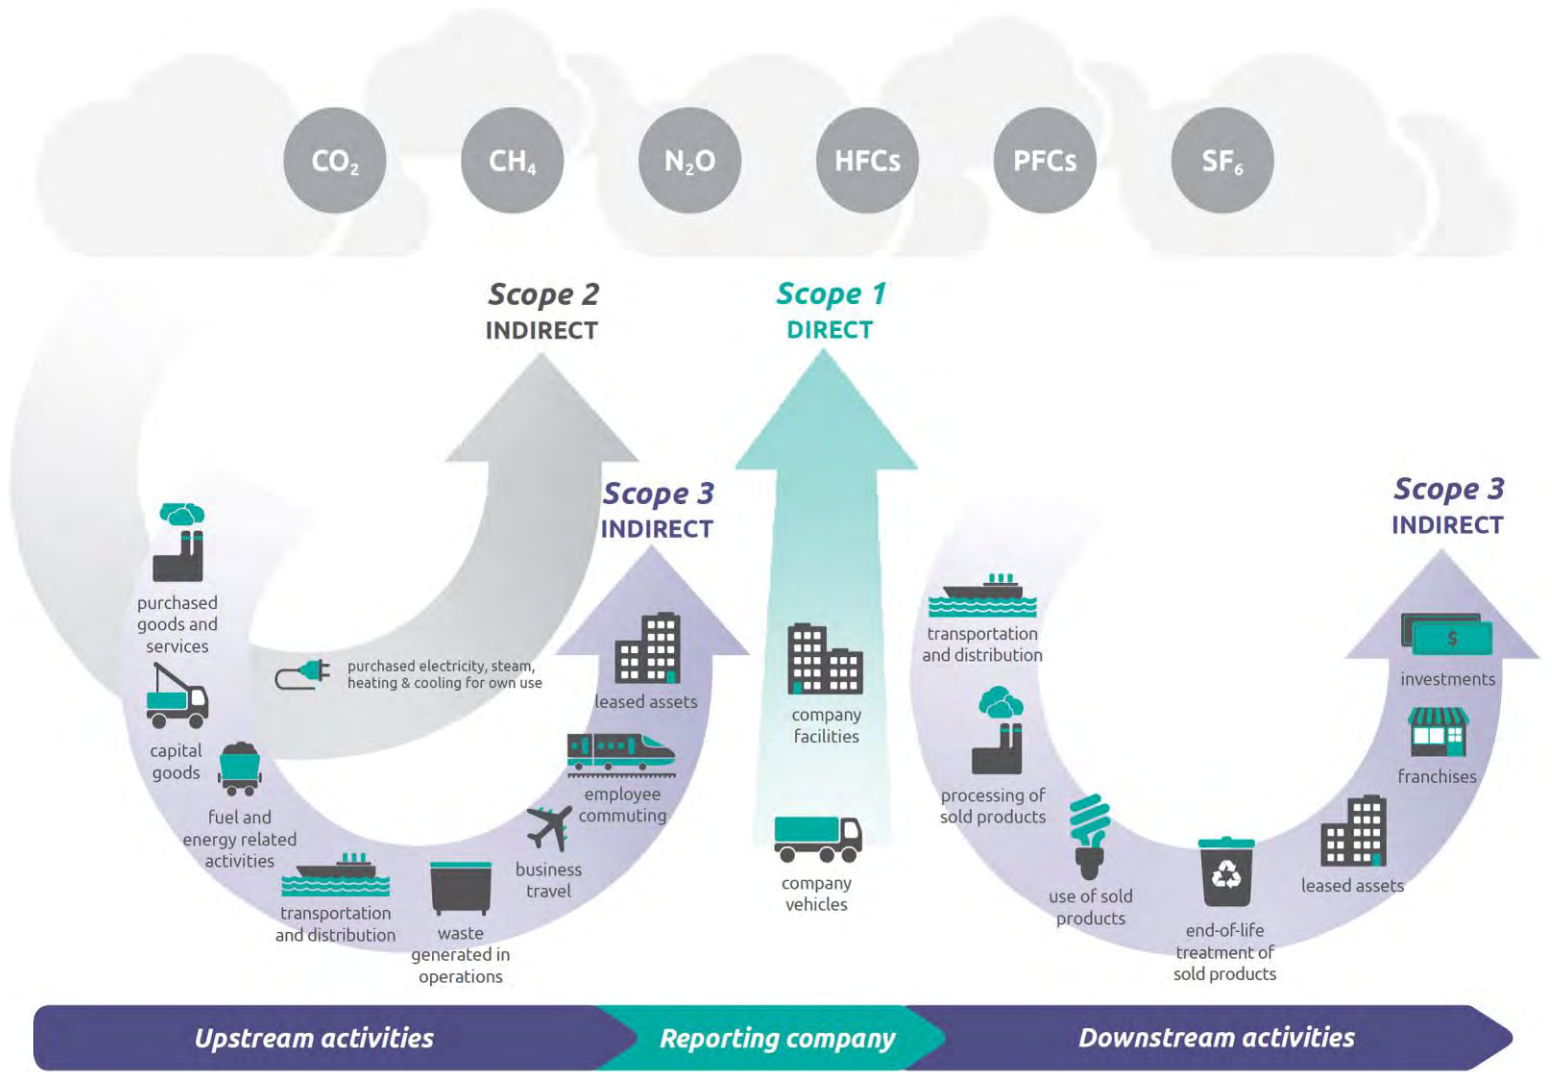 CO₂
CH₄
N₂O
HFCs
PFCs
SF₆
Scope 2
INDIRECT
Scope 1
DIRECT
Scope 3
INDIRECT
Scope 3
INDIRECT
purchased
goods and
services
capital
goods
fuel and
energy related
activities
transportation
and distribution
waste
generated in
operations
business
travel
employee
commuting
leased assets
purchased electricity, steam,
heating & cooling for own use
company
facilities
company
vehicles
transportation
and distribution
processing of
sold products
use of sold
products
end-of-life
treatment of
sold products
leased assets
franchises
investments
$
Upstream activities
Reporting company
Downstream activities